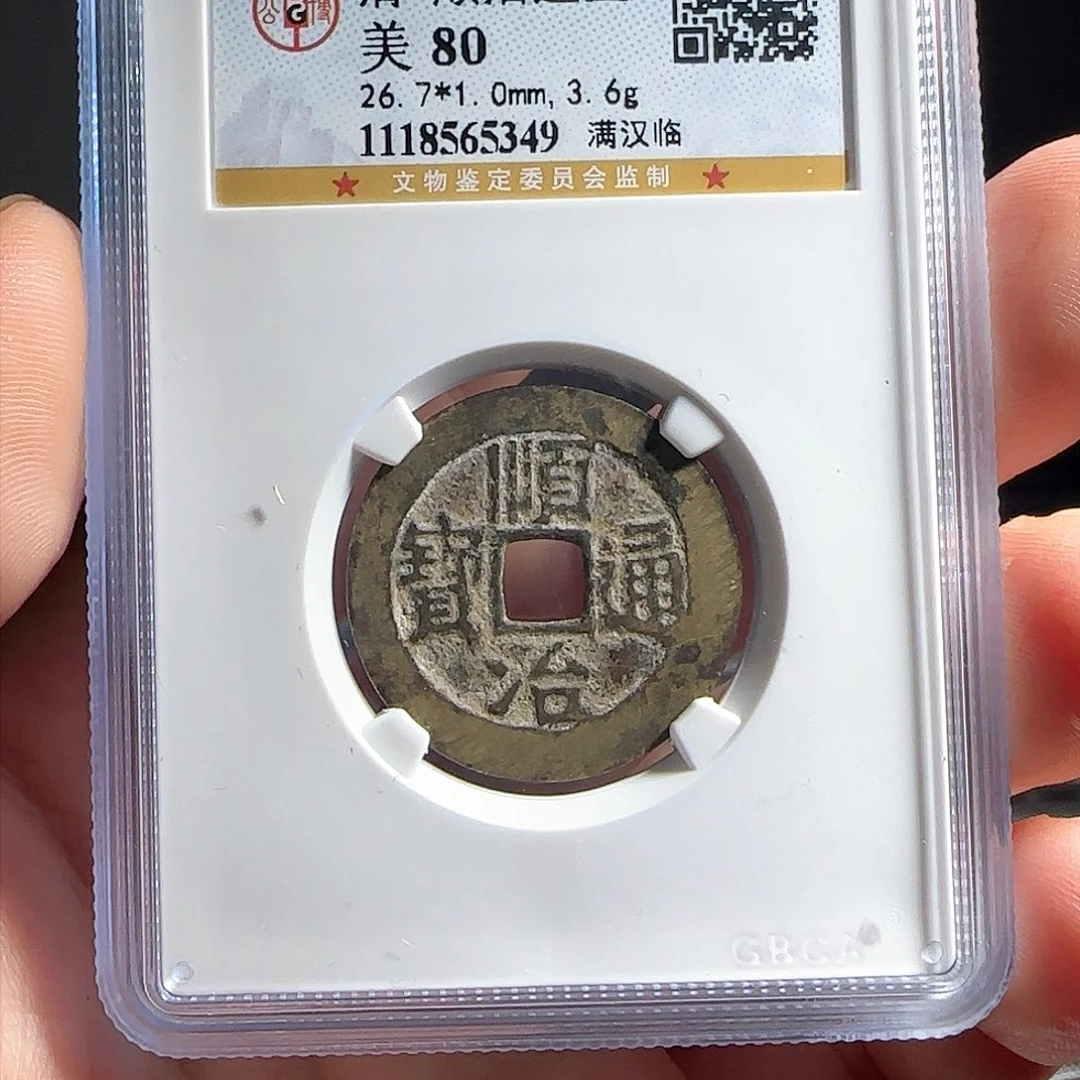 美 80
26.7*1.0mm, 3.6g
1118565349 满汉临
★ 文物鉴定委员会监制 ★
順
寶 通
治
GBCA